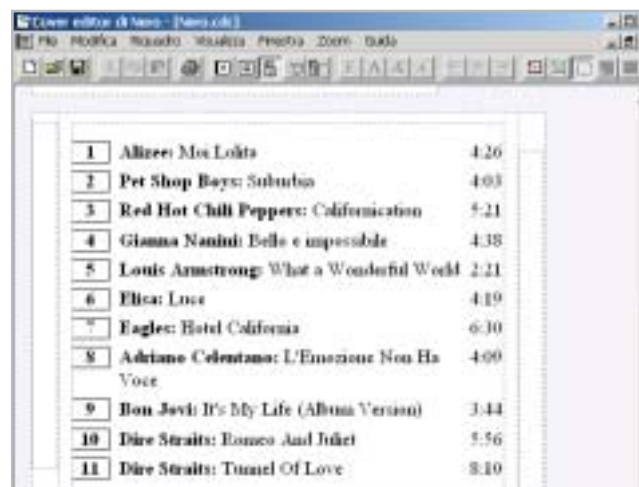 Cover editor di Nero - [Nero.cdc]
File Modifica Riquadro Visualizza Finestra Zoom Guida
1 Alizee: Moi Lolita 4:26
2 Pet Shop Boys: Suburbia 4:03
3 Red Hot Chili Peppers: Californication 5:21
4 Gianna Nanini: Bello e impossibile 4:38
5 Louis Armstrong: What a Wonderful World 2:21
6 Elisa: Luce 4:19
7 Eagles: Hotel California 6:30
8 Adriano Celentano: L'Emozione Non Ha 4:00
Voce
9 Bon Jovi: It's My Life (Album Version) 3:44
10 Dire Straits: Romeo And Juliet 5:56
11 Dire Straits: Tunnel Of Love 8:10